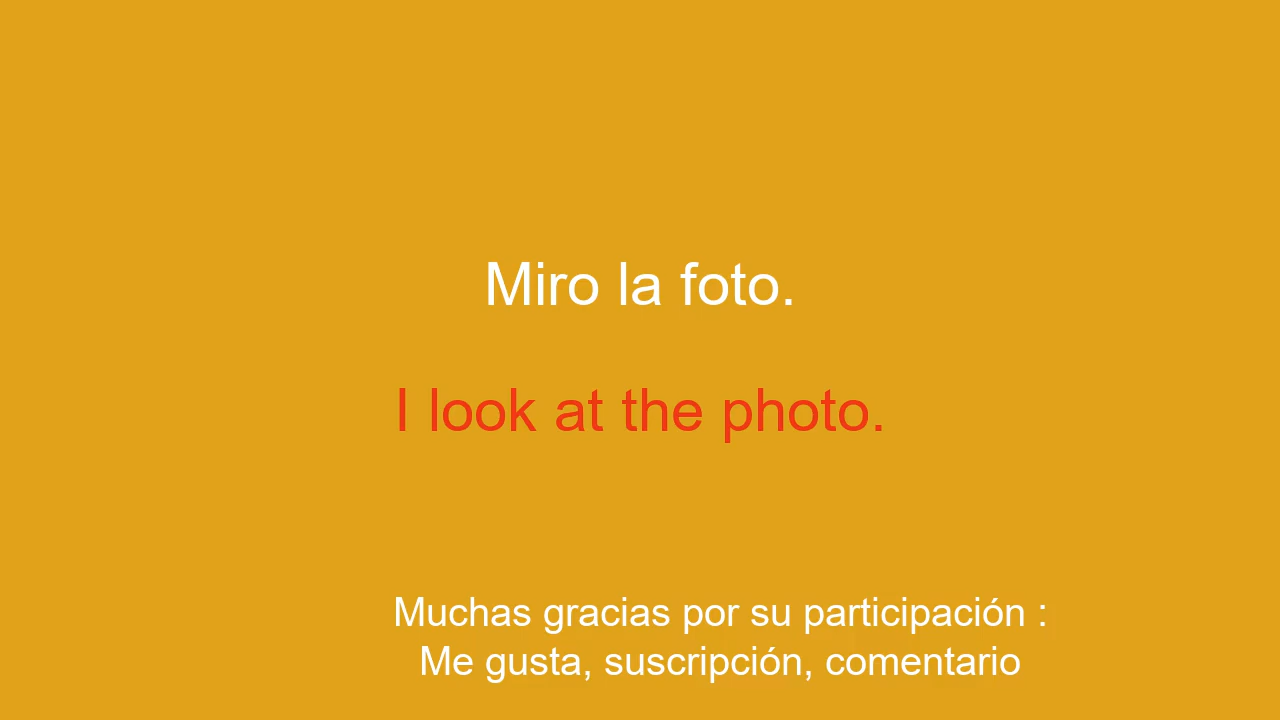 Miro la foto.
I look at the photo.
Muchas gracias por su participación :
Me gusta, suscripción, comentario